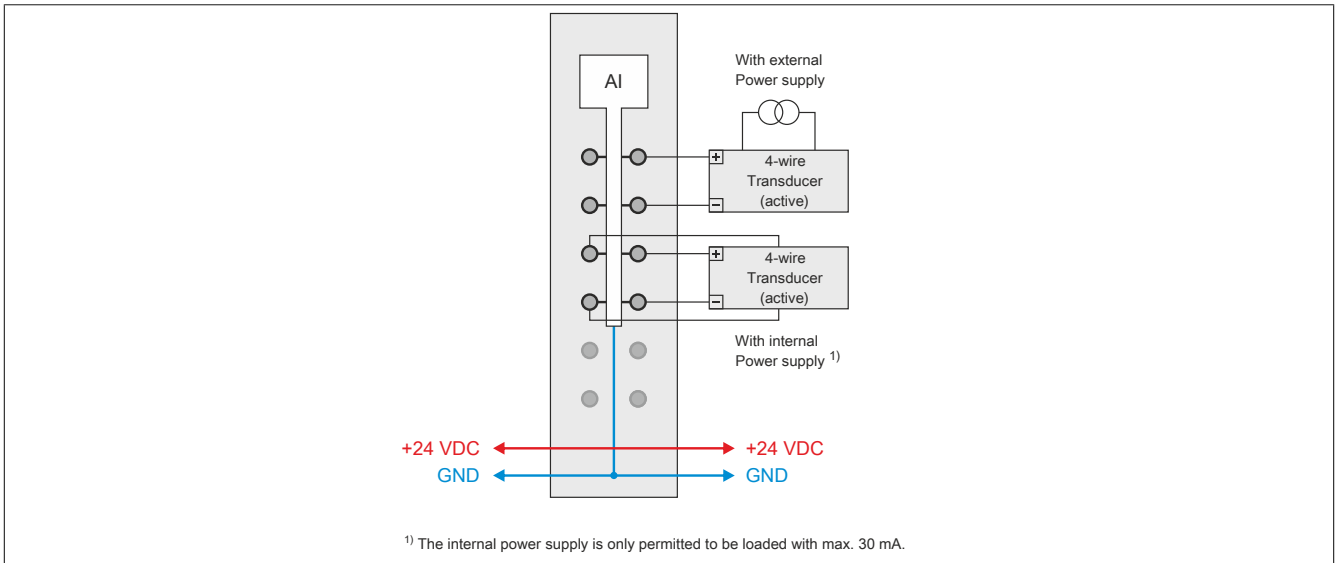 AI
With external
Power supply
+
4-wire
Transducer
(active)
−
+
4-wire
Transducer
(active)
−
With internal
Power supply 1)
+24 VDC
+24 VDC
GND
GND
1) The internal power supply is only permitted to be loaded with max. 30 mA.